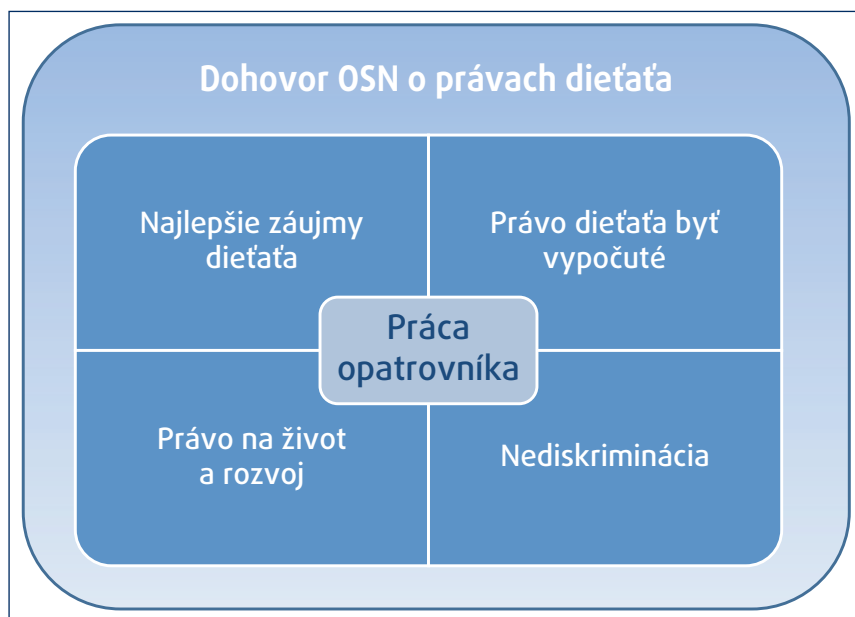 Dohovor OSN o právach dieťaťa
Najlepšie záujmy
dieťaťa
Právo dieťaťa byť
vypočuté
Práca
opatrovníka
Právo na život
a rozvoj
Nediskriminácia